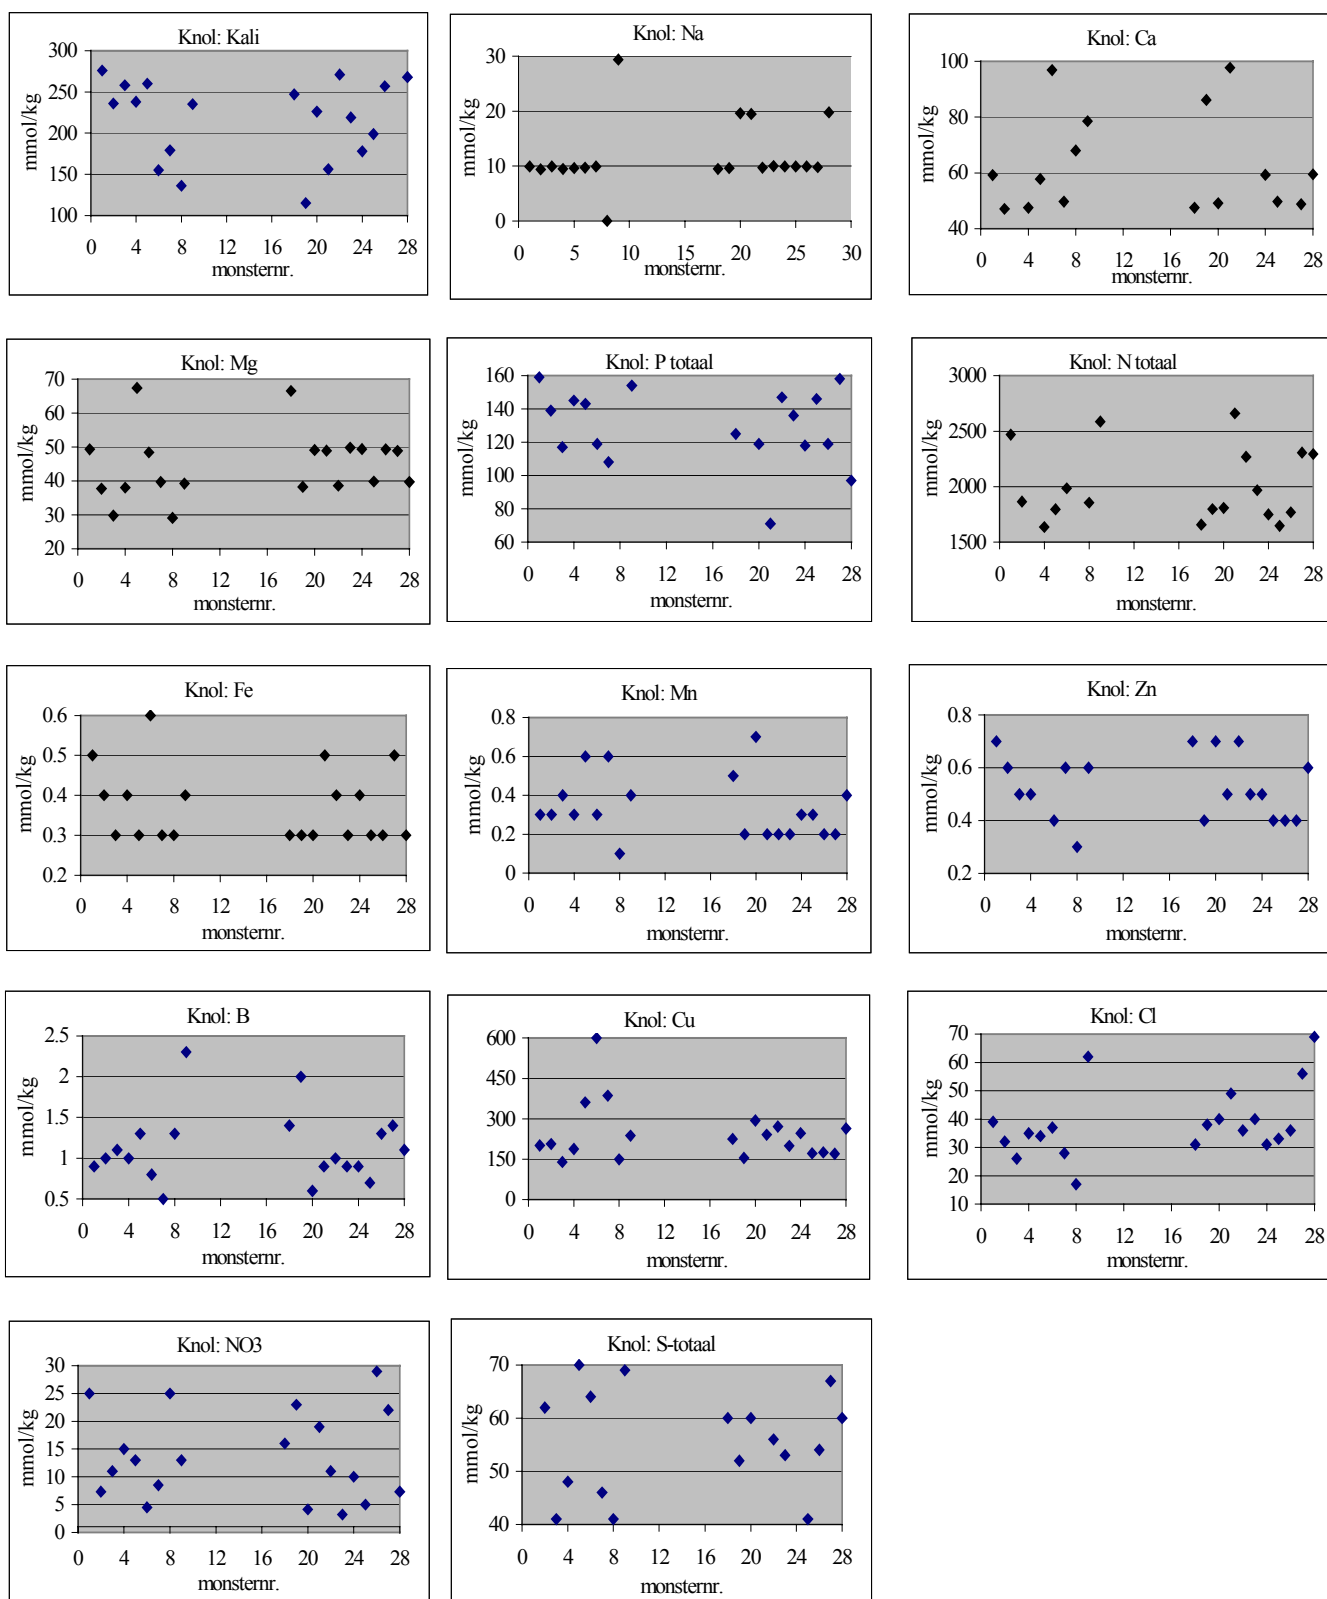 Knol: Kali
mmol/kg
300
250
200
150
100
0 4 8 12 16 20 24 28
monsternr.
Knol: Na
mmol/kg
30
20
10
0
0 5 10 15 20 25 30
monsternr.
Knol: Ca
mmol/kg
100
80
60
40
0 4 8 12 16 20 24 28
monsternr.
Knol: Mg
mmol/kg
70
60
50
40
30
20
0 4 8 12 16 20 24 28
monsternr.
Knol: P totaal
mmol/kg
160
140
120
100
80
60
0 4 8 12 16 20 24 28
monsternr.
Knol: N totaal
mmol/kg
3000
2500
2000
1500
0 4 8 12 16 20 24 28
monsternr.
Knol: Fe
mmol/kg
0.6
0.5
0.4
0.3
0.2
0 4 8 12 16 20 24 28
monsternr.
Knol: Mn
mmol/kg
0.8
0.6
0.4
0.2
0
0 4 8 12 16 20 24 28
monsternr.
Knol: Zn
mmol/kg
0.8
0.6
0.4
0.2
0 4 8 12 16 20 24 28
monsternr.
Knol: B
mmol/kg
2.5
2
1.5
1
0.5
0 4 8 12 16 20 24 28
monsternr.
Knol: Cu
mmol/kg
600
450
300
150
0
0 4 8 12 16 20 24 28
monsternr.
Knol: Cl
mmol/kg
70
60
50
40
30
20
10
0 4 8 12 16 20 24 28
monsternr.
Knol: NO3
mmol/kg
30
25
20
15
10
5
0
0 4 8 12 16 20 24 28
monsternr.
Knol: S-totaal
mmol/kg
70
60
50
40
0 4 8 12 16 20 24 28
monsternr.